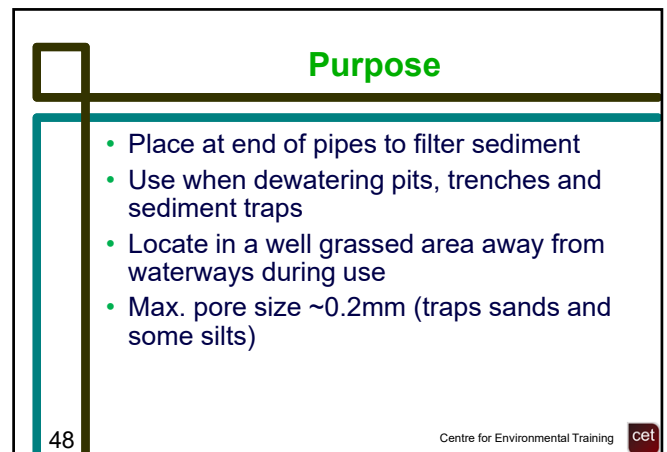 Purpose
• Place at end of pipes to filter sediment
• Use when dewatering pits, trenches and
sediment traps
• Locate in a well grassed area away from
waterways during use
• Max. pore size ~0.2mm (traps sands and
some silts)
48
Centre for Environmental Training
cet